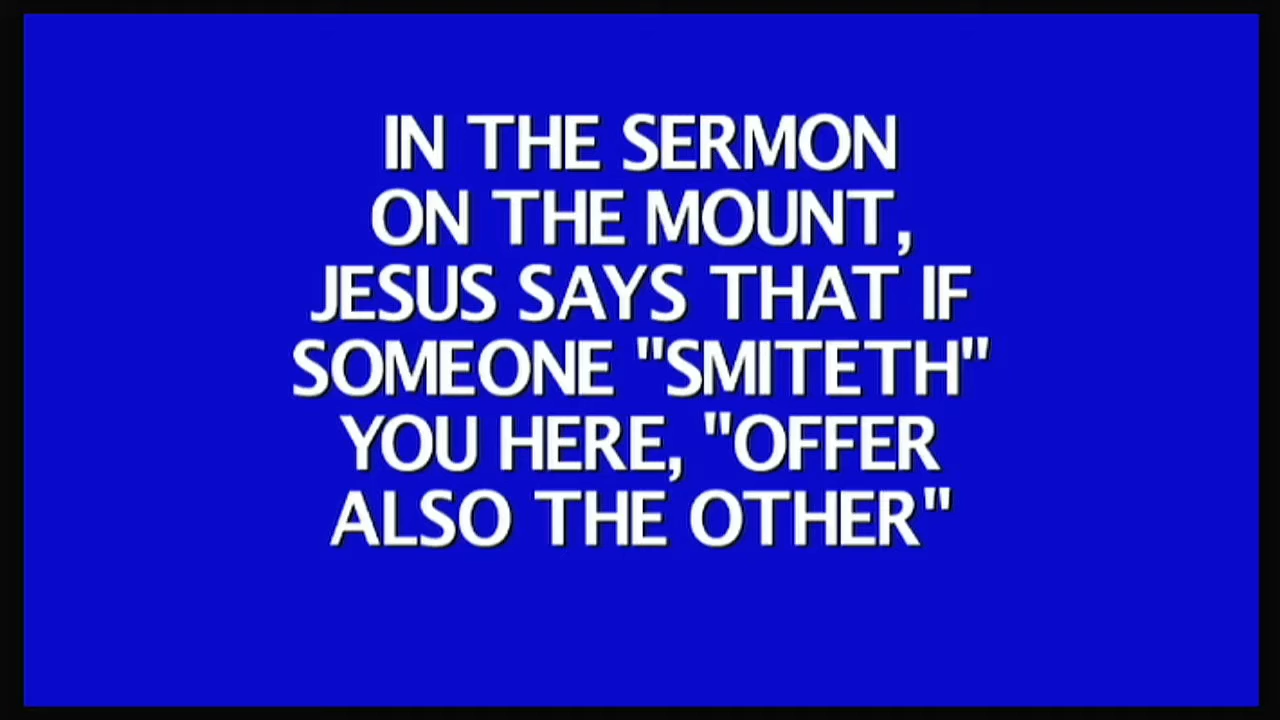 IN THE SERMON
ON THE MOUNT,
JESUS SAYS THAT IF
SOMEONE "SMITETH"
YOU HERE, "OFFER
ALSO THE OTHER"